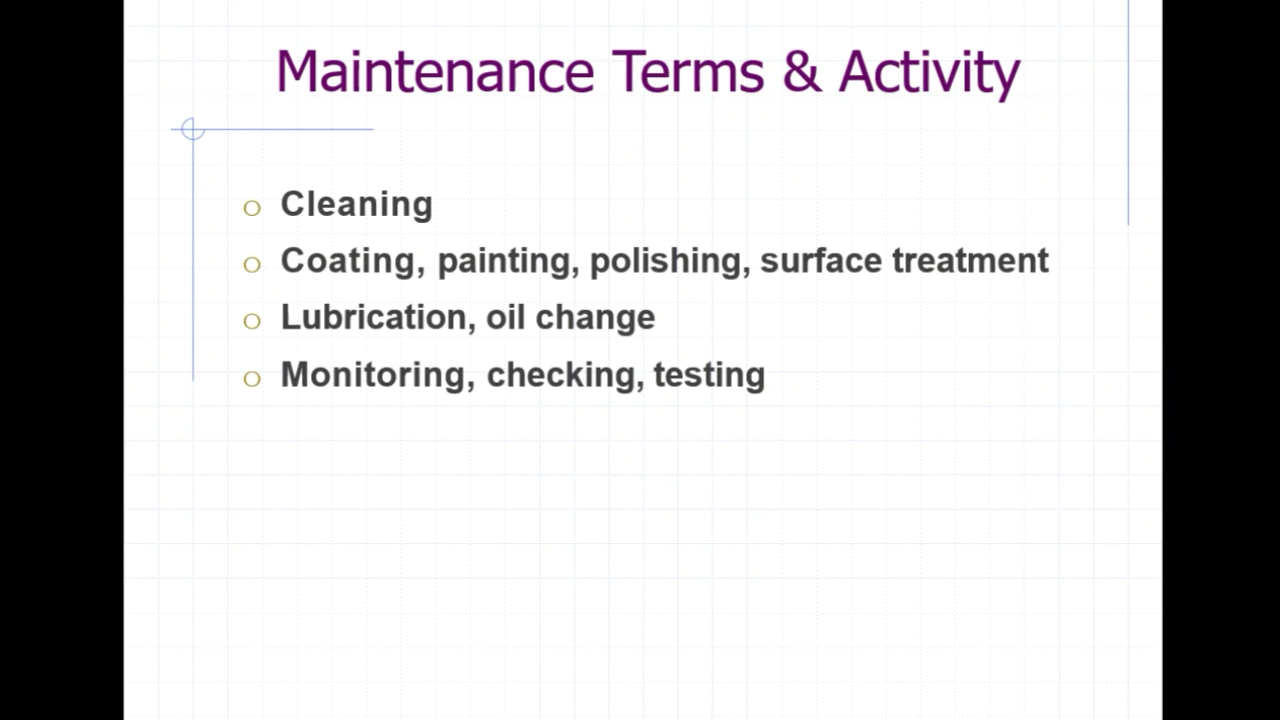 Maintenance Terms & Activity
Cleaning
Coating, painting, polishing, surface treatment
Lubrication, oil change
Monitoring, checking, testing